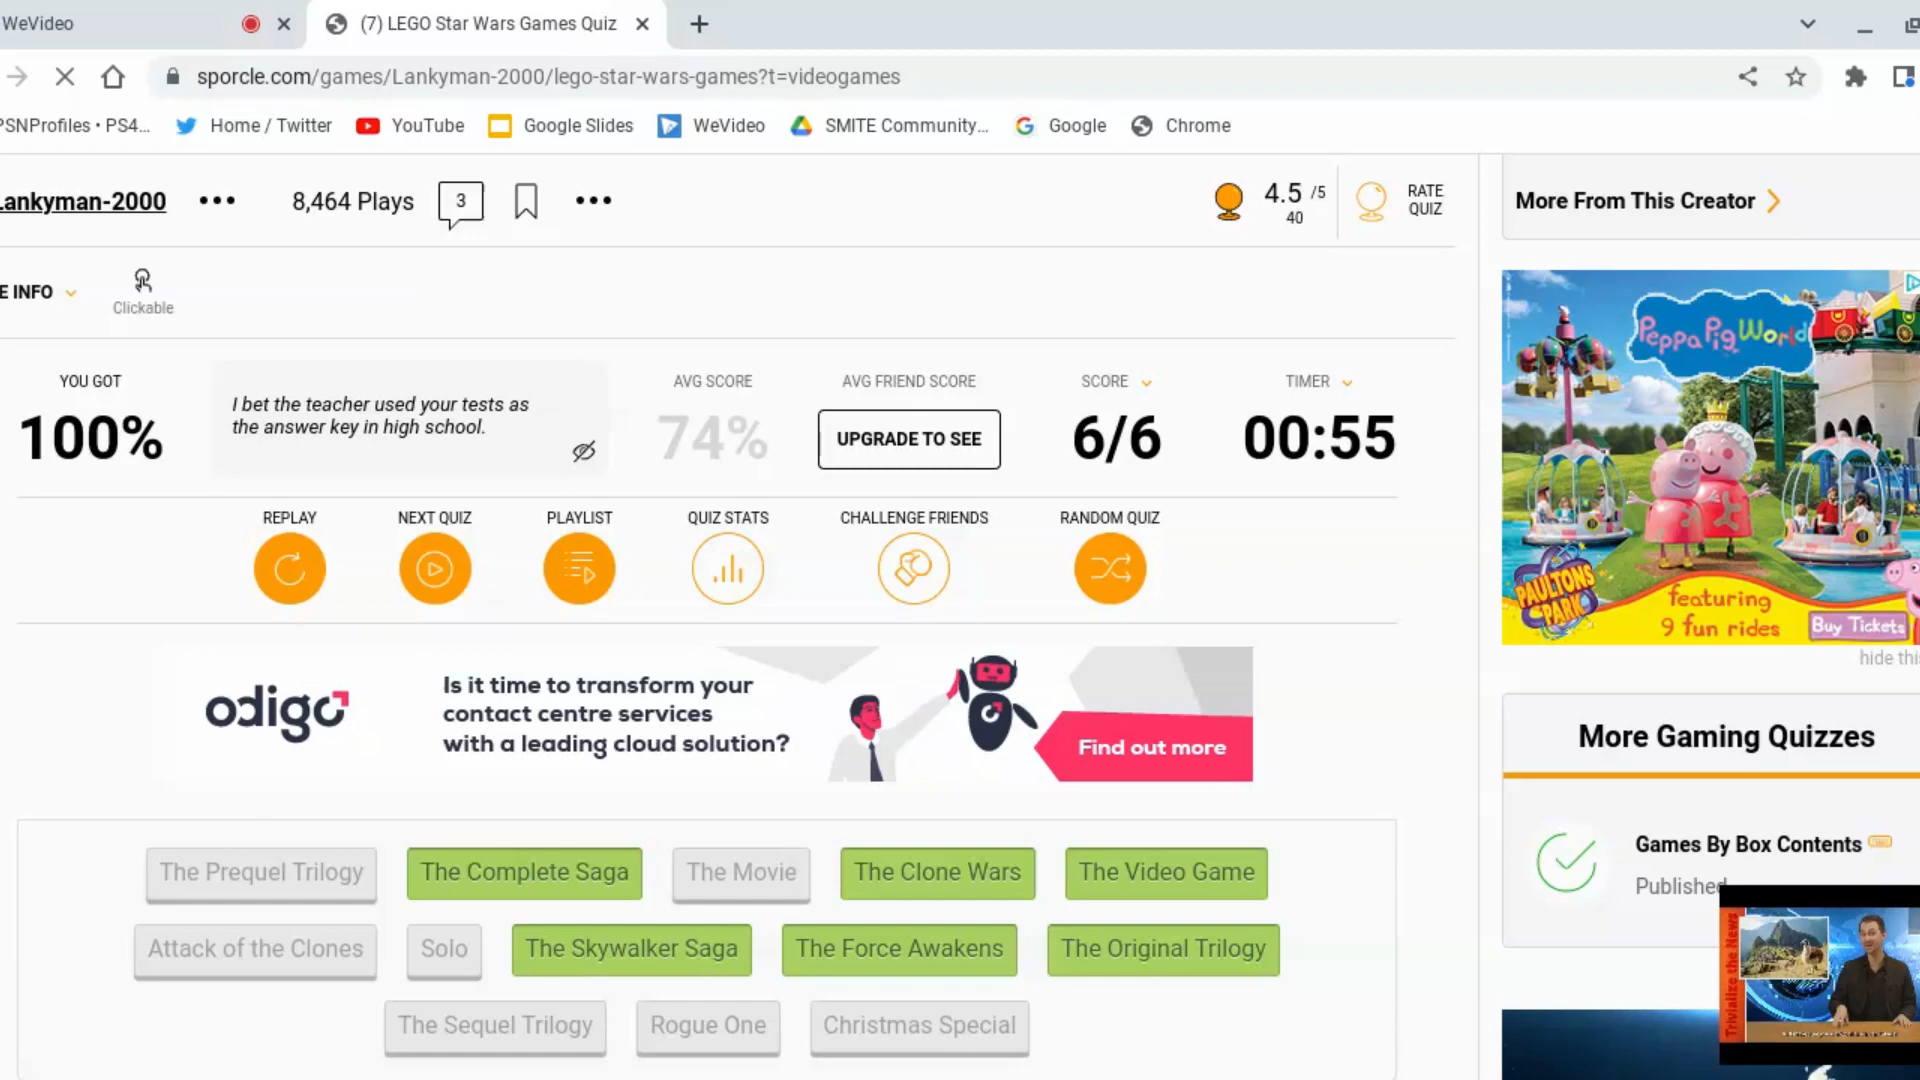 WeVideo
(7) LEGO Star Wars Games Quiz
sporcle.com/games/Lankyman-2000/lego-star-wars-games?t=videogames
PSNProfiles • PS4...
Home / Twitter
YouTube
Google Slides
WeVideo
SMITE Community...
Google
Chrome
Lankyman-2000
8,464 Plays
3
4.5 /5
40
RATE
QUIZ
More From This Creator
E INFO
Clickable
YOU GOT
100%
I bet the teacher used your tests as
the answer key in high school.
AVG SCORE
74%
AVG FRIEND SCORE
UPGRADE TO SEE
SCORE
6/6
TIMER
00:55
REPLAY
NEXT QUIZ
PLAYLIST
QUIZ STATS
CHALLENGE FRIENDS
RANDOM QUIZ
Peppa Pig World
PAULTONS
PARK
featuring
9 fun rides
Buy Tickets
hide this
odigo
Is it time to transform your
contact centre services
with a leading cloud solution?
Find out more
More Gaming Quizzes
Games By Box Contents
Published
Trivialize the News
The Prequel Trilogy
The Complete Saga
The Movie
The Clone Wars
The Video Game
Attack of the Clones
Solo
The Skywalker Saga
The Force Awakens
The Original Trilogy
The Sequel Trilogy
Rogue One
Christmas Special